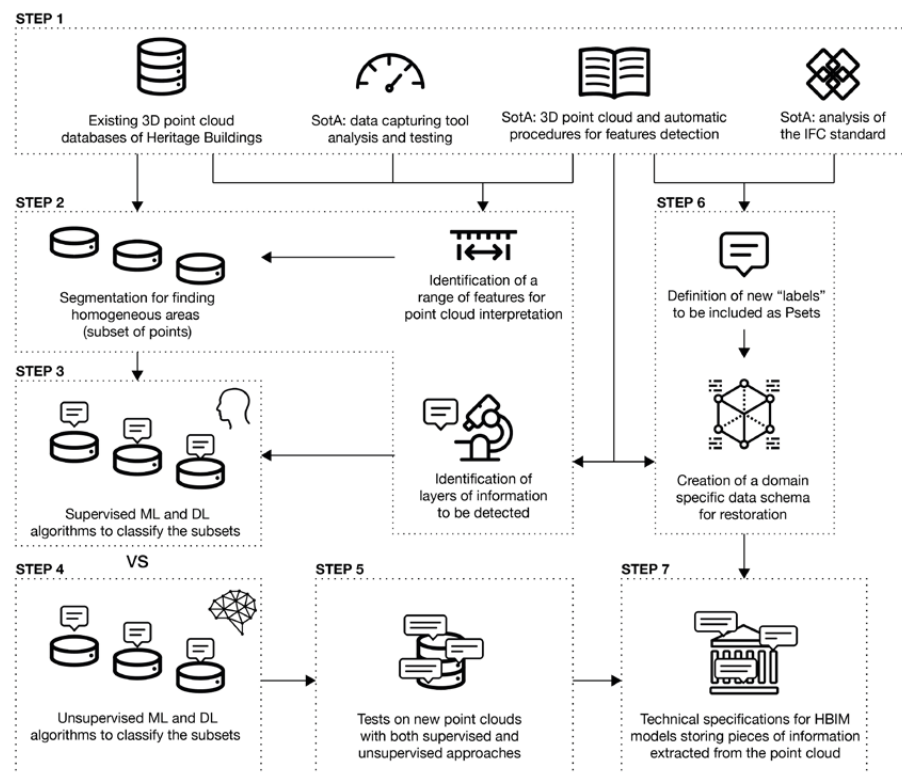 STEP 1
Existing 3D point cloud
databases of Heritage Buildings
SotA: data capturing tool
analysis and testing
SotA: 3D point cloud and automatic
procedures for features detection
SotA: analysis of
the IFC standard
STEP 2
Segmentation for finding
homogeneous areas
(subset of points)
Identification of a
range of features for
point cloud interpretation
STEP 6
Definition of new “labels”
to be included as Psets
STEP 3
Supervised ML and DL
algorithms to classify the subsets
Identification of
layers of information
to be detected
Creation of a domain
specific data schema
for restoration
VS
STEP 4
Unsupervised ML and DL
algorithms to classify the subsets
STEP 5
Tests on new point clouds
with both supervised and
unsupervised approaches
STEP 7
Technical specifications for HBIM
models storing pieces of information
extracted from the point cloud